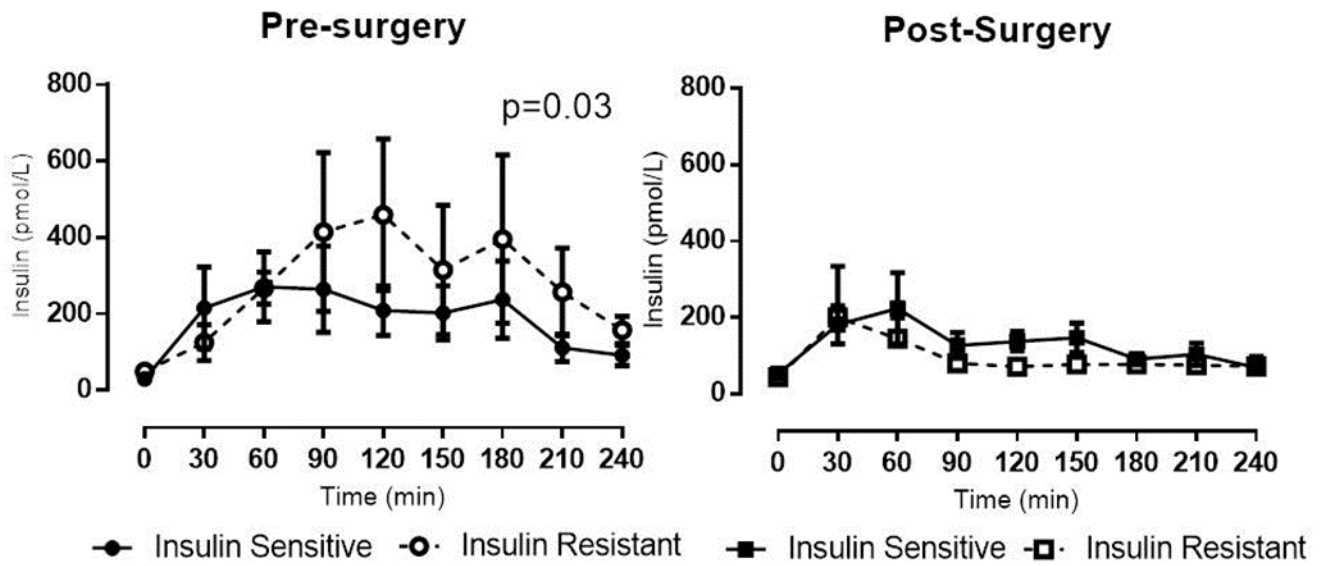 Pre-surgery
800
600
400
200
0
Insulin (pmol/L)
p=0.03
0 30 60 90 120 150 180 210 240
Time (min)
Insulin Sensitive Insulin Resistant
Post-Surgery
800
600
400
200
0
Insulin (pmol/L)
0 30 60 90 120 150 180 210 240
Time (min)
Insulin Sensitive Insulin Resistant